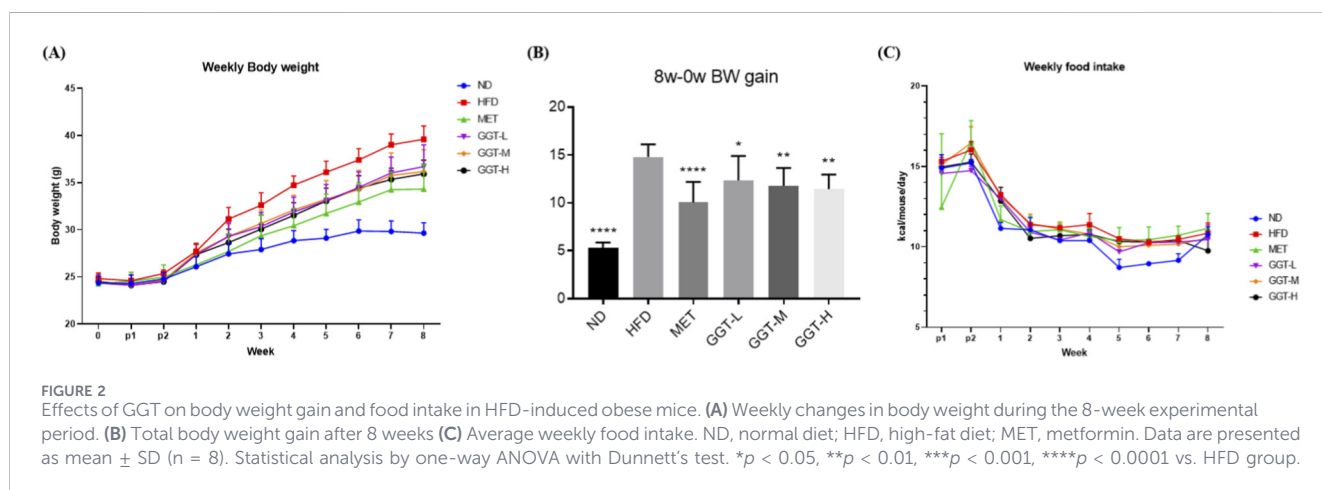 (A)
Weekly Body weight
Body weight (g)
45
40
35
30
25
20
0 p1 p2 1 2 3 4 5 6 7 8
Week
ND
HFD
MET
GGT-L
GGT-M
GGT-H
(B)
8w-0w BW gain
20
15
10
5
0
**** **** * ** **
ND HFD MET GGT-L GGT-M GGT-H
(C)
Weekly food intake
kcal/mouse/day
20
15
10
5
p1 p2 1 2 3 4 5 6 7 8
Week
ND
HFD
MET
GGT-L
GGT-M
GGT-H
FIGURE 2
Effects of GGT on body weight gain and food intake in HFD-induced obese mice. (A) Weekly changes in body weight during the 8-week experimental
period. (B) Total body weight gain after 8 weeks (C) Average weekly food intake. ND, normal diet; HFD, high-fat diet; MET, metformin. Data are presented
as mean ± SD (n = 8). Statistical analysis by one-way ANOVA with Dunnett's test. *p < 0.05, **p < 0.01, ***p < 0.001, ****p < 0.0001 vs. HFD group.